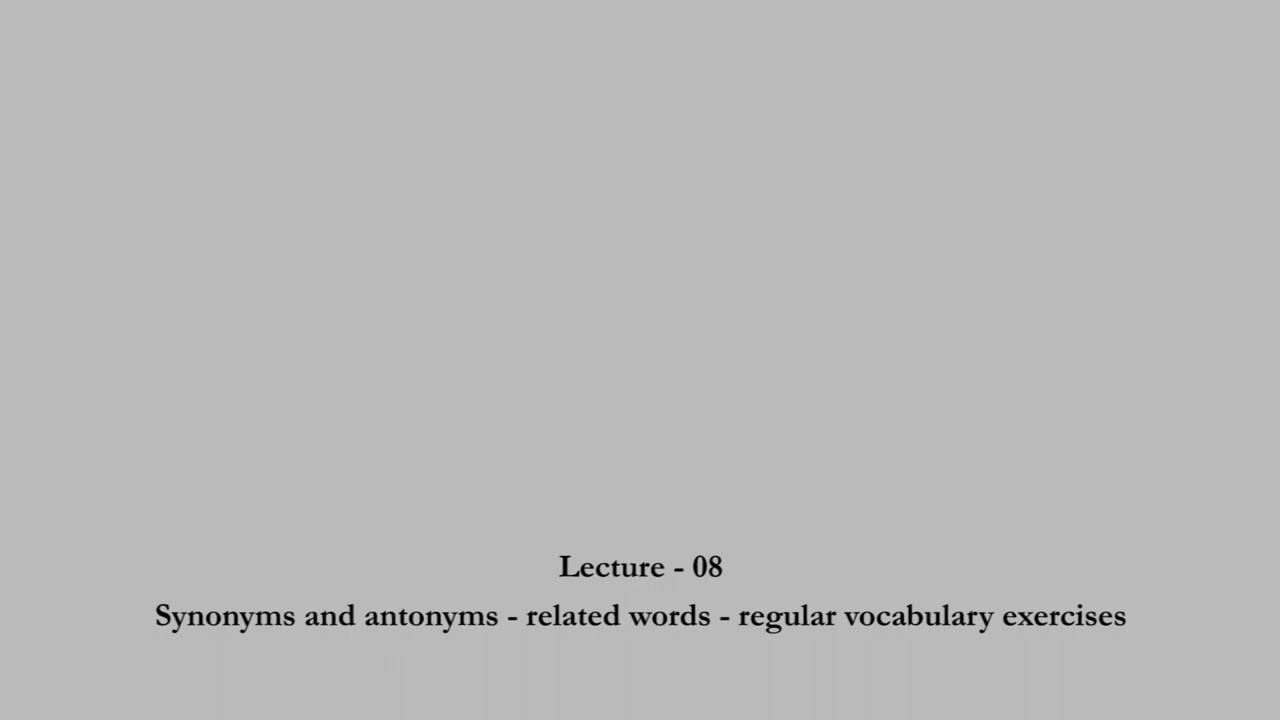 Lecture - 08
Synonyms and antonyms - related words - regular vocabulary exercises